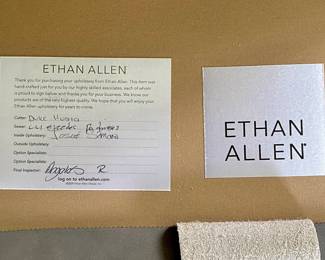 ETHAN ALLEN®
Thank you for purchasing your upholstery from Ethan Allen. This item was
hand-crafted just for you by our highly skilled associates, each of whom
is proud to sign below and thanks you for your business. We know our
products are of the very highest quality. We hope that you will enjoy your
Ethan Allen upholstery for years to come.
Cutter:
Sewer:
Inside Upholstery:
Outside Upholstery:
Option Specialists:
Option Specialists:
Final Inspector: R
log on to ethanallen.com
ETHAN
ALLEN®